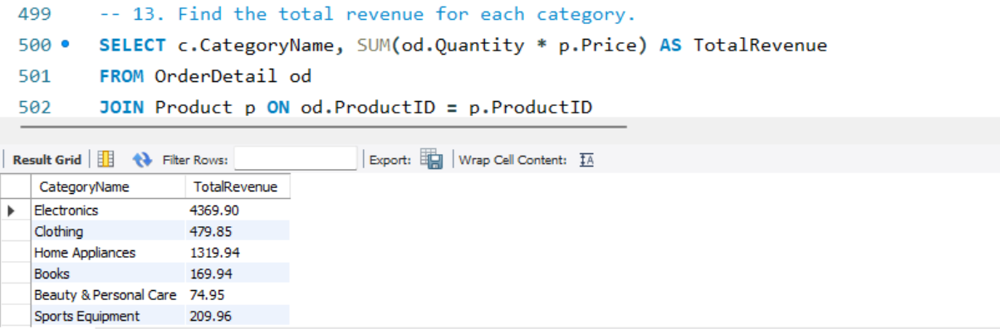 499 -- 13. Find the total revenue for each category.
500 SELECT c.CategoryName, SUM(od.Quantity * p.Price) AS TotalRevenue
501 FROM OrderDetail od
502 JOIN Product p ON od.ProductID = p.ProductID
Result Grid Filter Rows: Export: Wrap Cell Content: IA
CategoryName TotalRevenue
Electronics 4369.90
Clothing 479.85
Home Appliances 1319.94
Books 169.94
Beauty & Personal Care 74.95
Sports Equipment 209.96